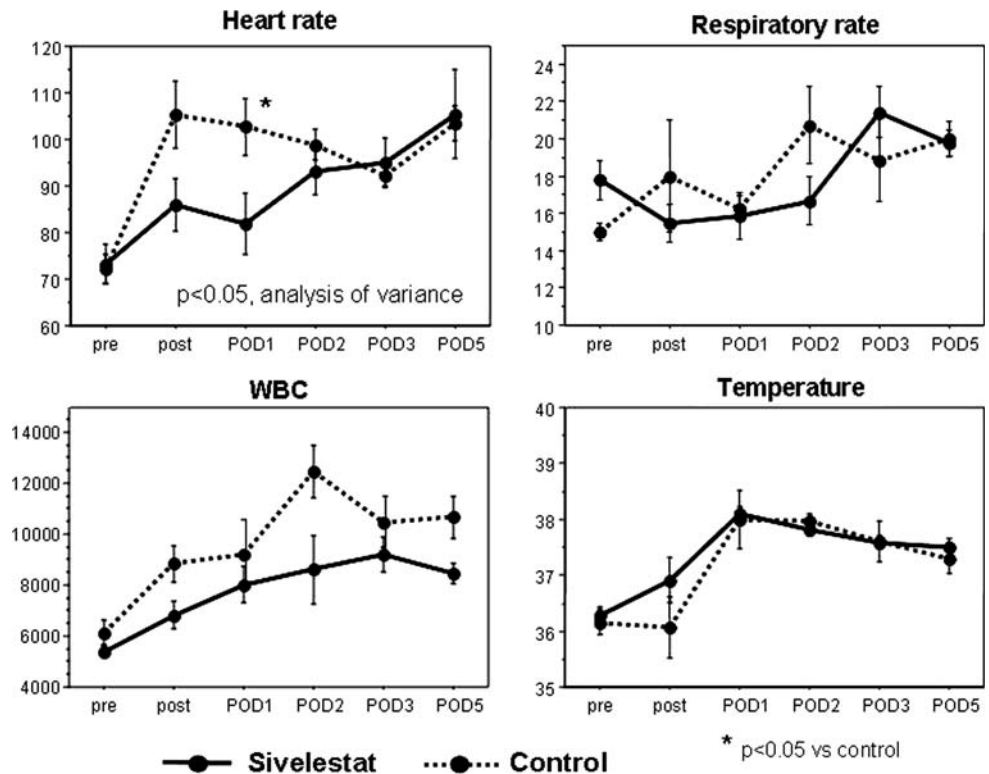 Heart rate
120
110
100
90
80
70
60
*
p<0.05, analysis of variance
pre post POD1 POD2 POD3 POD5
Respiratory rate
24
22
20
18
16
14
12
10
pre post POD1 POD2 POD3 POD5
WBC
14000
12000
10000
8000
6000
4000
pre post POD1 POD2 POD3 POD5
Temperature
40
39
38
37
36
35
pre post POD1 POD2 POD3 POD5
Sivelestat Control
* p<0.05 vs control